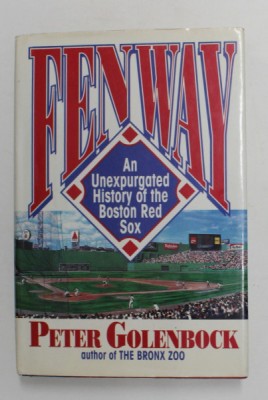 FENWAY
An
Unexpurgated
History of the
Boston Red
Sox
PETER GOLENBOCK
author of THE BRONX ZOO